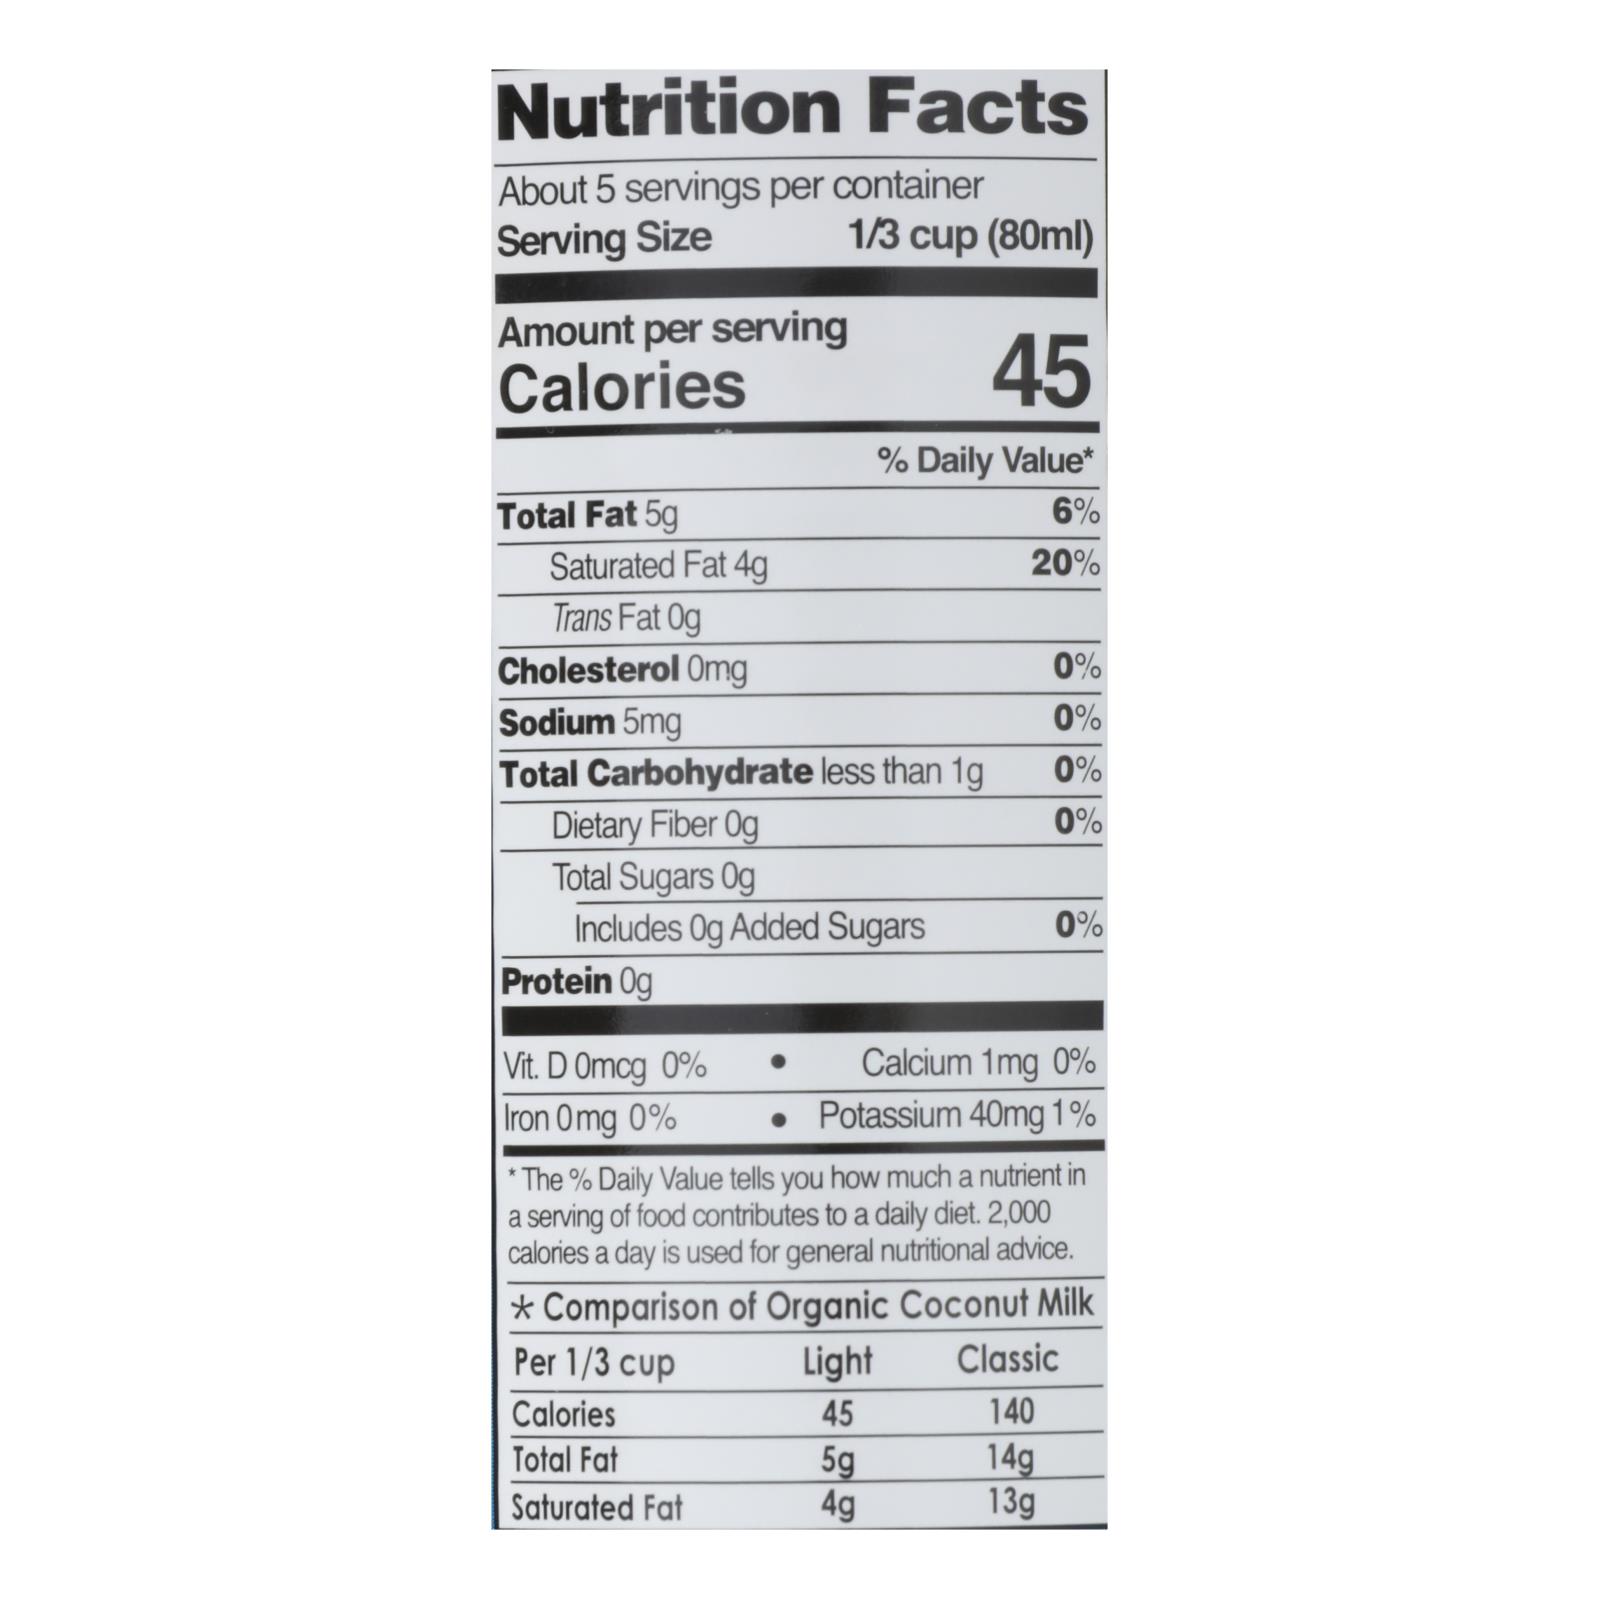 Nutrition Facts
About 5 servings per container
Serving Size 1/3 cup (80ml)
Amount per serving
Calories 45
% Daily Value*
Total Fat 5g 6%
Saturated Fat 4g 20%
Trans Fat 0g
Cholesterol 0mg 0%
Sodium 5mg 0%
Total Carbohydrate less than 1g 0%
Dietary Fiber 0g 0%
Total Sugars 0g
Includes 0g Added Sugars 0%
Protein 0g
Vit. D 0mcg 0% • Calcium 1mg 0%
Iron 0mg 0% • Potassium 40mg 1%
* The % Daily Value tells you how much a nutrient in
a serving of food contributes to a daily diet. 2,000
calories a day is used for general nutritional advice.
* Comparison of Organic Coconut Milk
Per 1/3 cup Light Classic
Calories 45 140
Total Fat 5g 14g
Saturated Fat 4g 13g